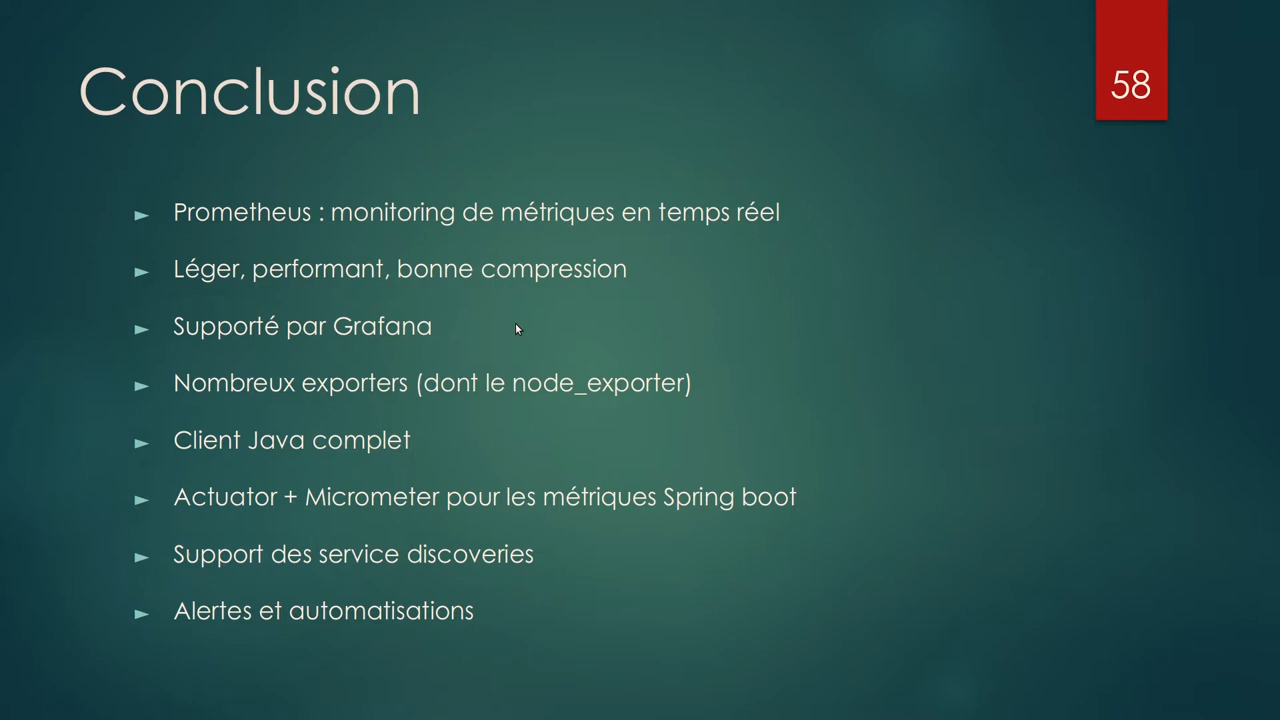 Conclusion
58
► Prometheus : monitoring de métriques en temps réel
► Léger, performant, bonne compression
► Supporté par Grafana
► Nombreux exporters (dont le node_exporter)
► Client Java complet
► Actuator + Micrometer pour les métriques Spring boot
► Support des service discoveries
► Alertes et automatisations